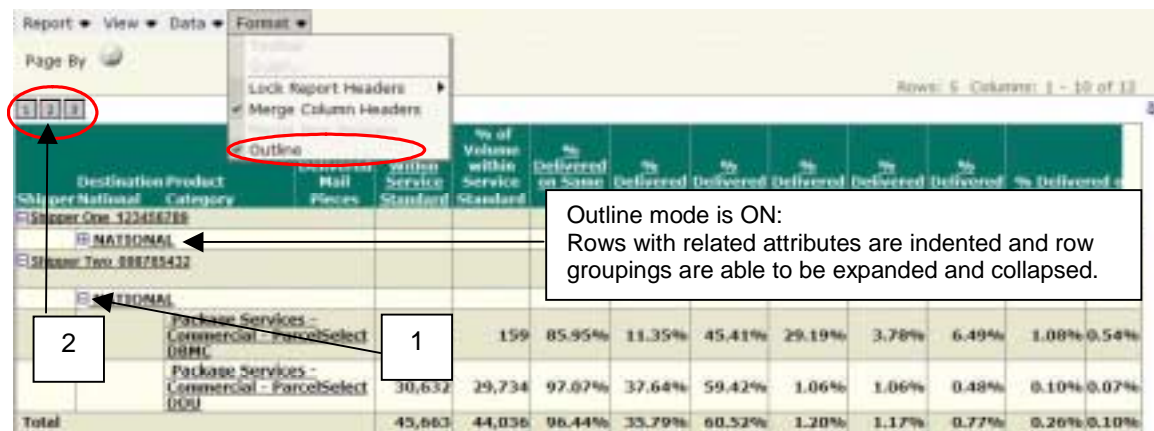 Report View Data Format
Page By
Lock Report Headers
Merge Column Headers
Outline
Rows: 5 Columns: 1 - 10 of 12
1 2 3
Shipper
Destination National
Product Category
Mail Pieces
within Service Standard
% of Volume within Service Standard
% Delivered on Same
% Delivered
% Delivered
% Delivered
% Delivered
% Delivered
% Delivered
Outline mode is ON:
Rows with related attributes are indented and row
groupings are able to be expanded and collapsed.
Shipper One 123456789
NATIONAL
Shipper Two
NATIONAL
2
1
Package Services -
Commercial - ParcelSelect
DBMC
159 85.95% 11.35% 45.41% 29.19% 3.78% 6.49% 1.08% 0.54%
Package Services -
Commercial - ParcelSelect
DDU
30,632 29,734 97.07% 37.64% 59.42% 1.06% 1.06% 0.48% 0.10% 0.07%
Total 45,663 44,036 96.44% 35.79% 60.52% 1.20% 1.17% 0.77% 0.26% 0.10%